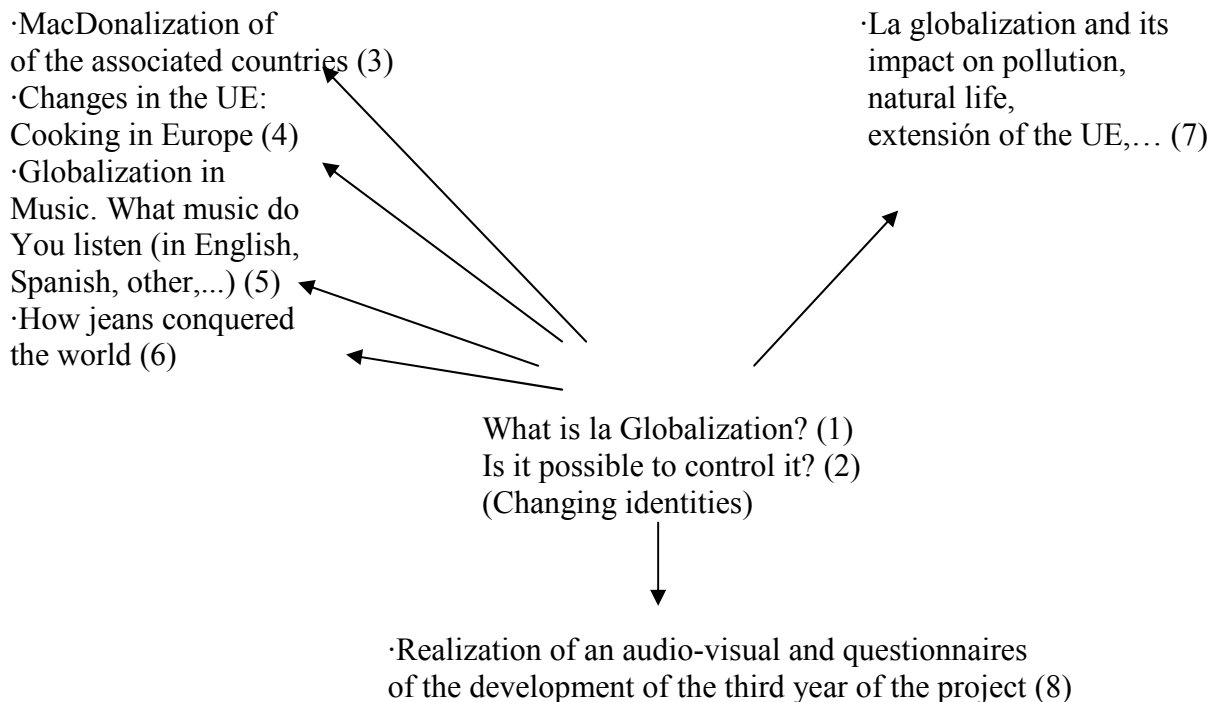 ·MacDonalization of
of the associated countries (3)
·Changes in the UE:
Cooking in Europe (4)
·Globalization in
Music. What music do
You listen (in English,
Spanish, other,...) (5)
·How jeans conquered
the world (6)
·La globalization and its
impact on pollution,
natural life,
extensión of the UE,… (7)
What is la Globalization? (1)
Is it possible to control it? (2)
(Changing identities)
·Realization of an audio-visual and questionnaires
of the development of the third year of the project (8)